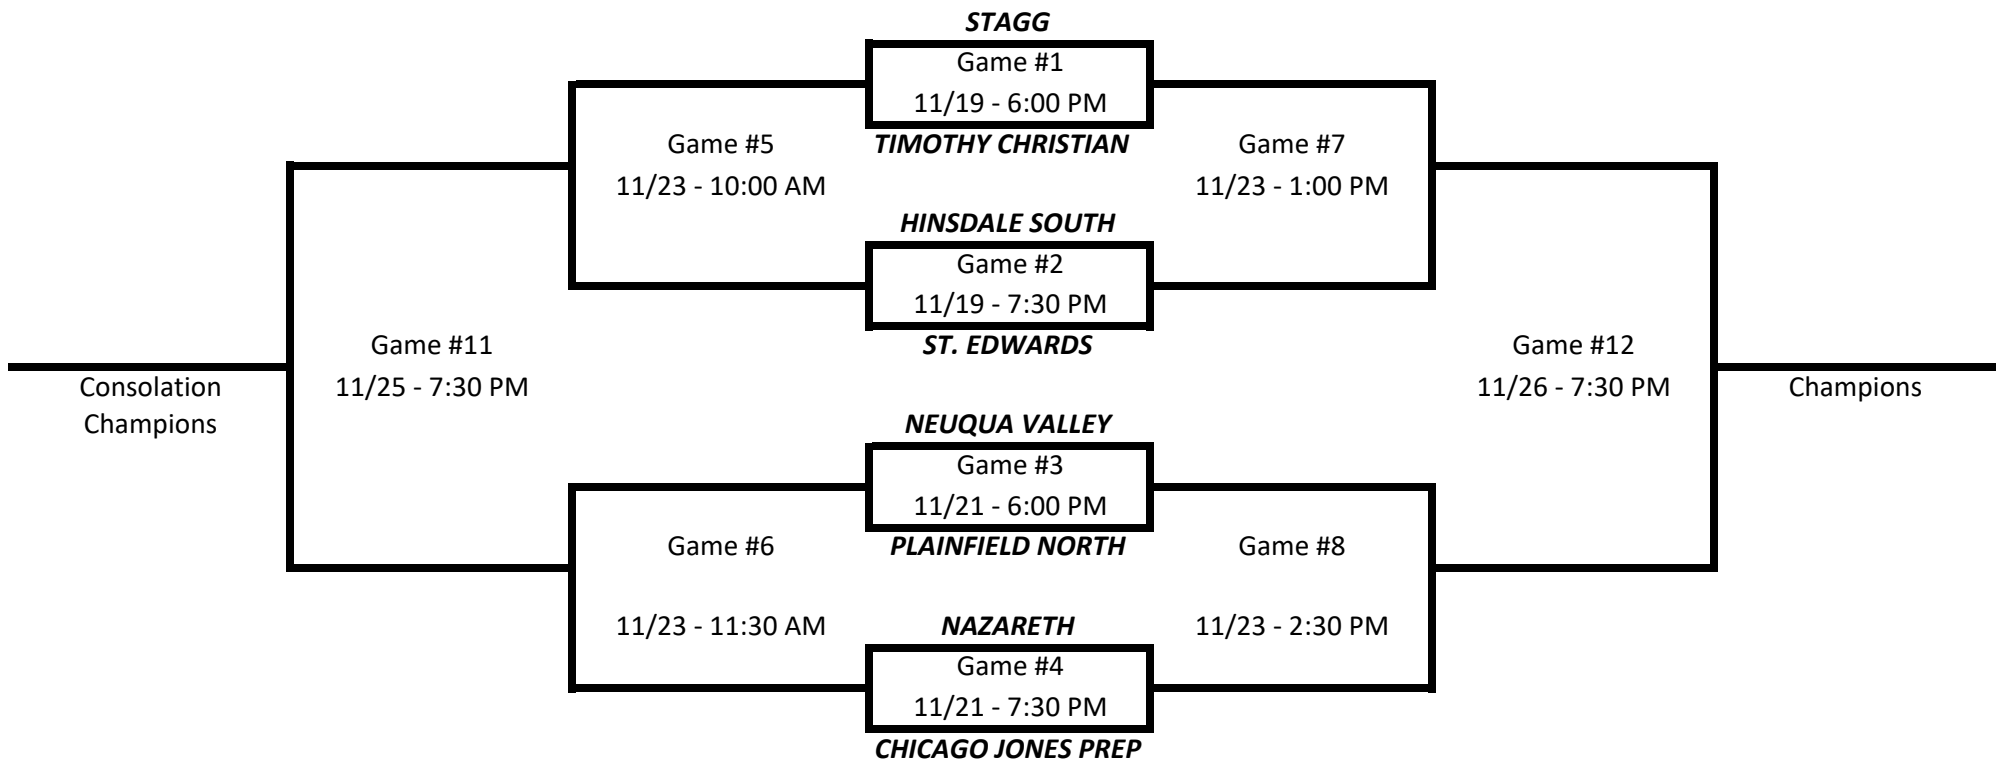 STAGG
Game #1
11/19 - 6:00 PM
Game #5
TIMOTHY CHRISTIAN
Game #7
11/23 - 10:00 AM
11/23 - 1:00 PM
HINSDALE SOUTH
Game #2
11/19 - 7:30 PM
Game #11
ST. EDWARDS
Game #12
Consolation
Champions
11/25 - 7:30 PM
11/26 - 7:30 PM
Champions
NEUQUA VALLEY
Game #3
11/21 - 6:00 PM
Game #6
PLAINFIELD NORTH
Game #8
11/23 - 11:30 AM
NAZARETH
11/23 - 2:30 PM
Game #4
11/21 - 7:30 PM
CHICAGO JONES PREP